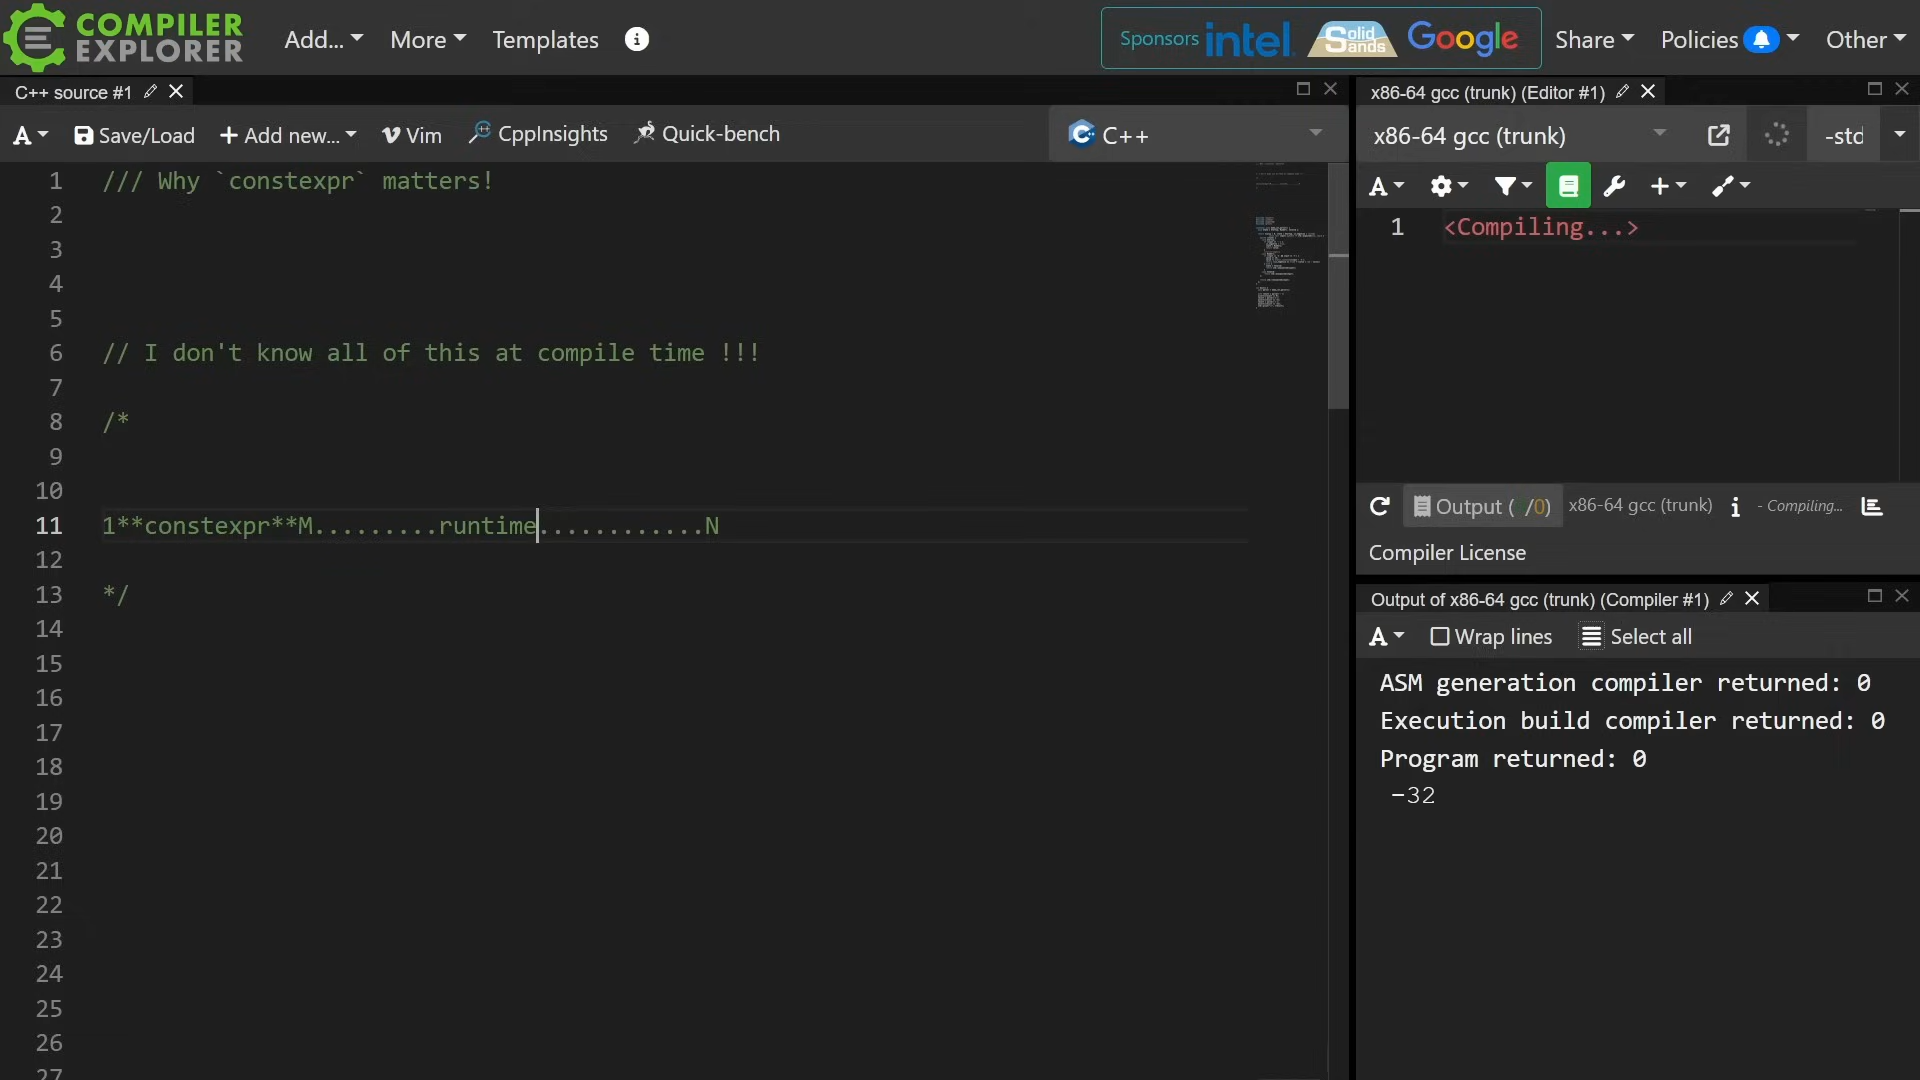 COMPILER
EXPLORER
Add...
More
Templates
Sponsors intel. Solid Sands Google
Share
Policies
Other
C++ source #1
x86-64 gcc (trunk) (Editor #1)
A
Save/Load
+ Add new...
Vim
CppInsights
Quick-bench
C++
x86-64 gcc (trunk)
-std
A
1 /// Why `constexpr` matters!
2
3
4
5
6 // I don't know all of this at compile time !!!
7
8 /*
9
10
11 1**constexpr**M.........runtime............N
12
13 */
14
15
16
17
18
19
20
21
22
23
24
25
26
27
1 <Compiling...>
Output ( /0) x86-64 gcc (trunk) i - Compiling...
Compiler License
Output of x86-64 gcc (trunk) (Compiler #1)
A
Wrap lines
Select all
ASM generation compiler returned: 0
Execution build compiler returned: 0
Program returned: 0
-32